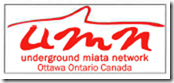 umn
underground miata network
Ottawa Ontario Canada